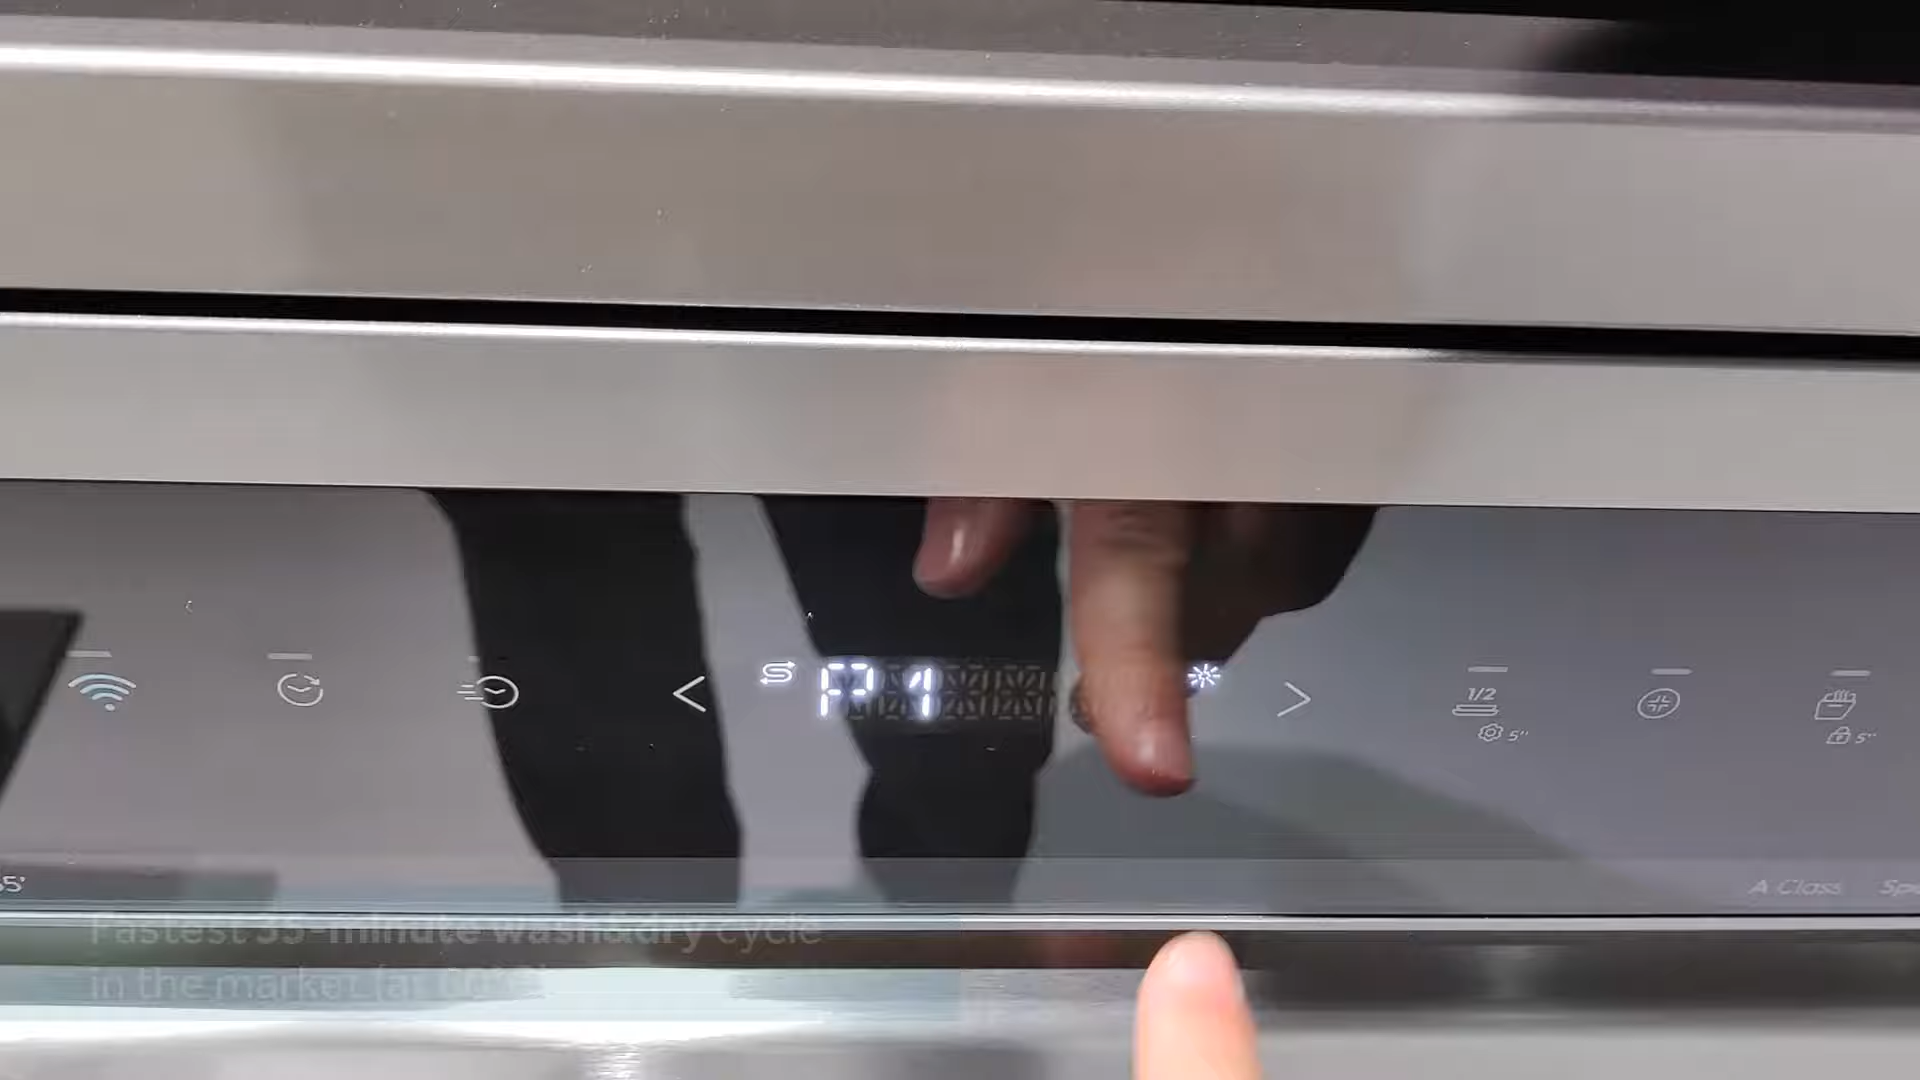 P1
1/2
5"
5"
5'
A Class
Fastest 35-minute wash&dry cycle
in the market